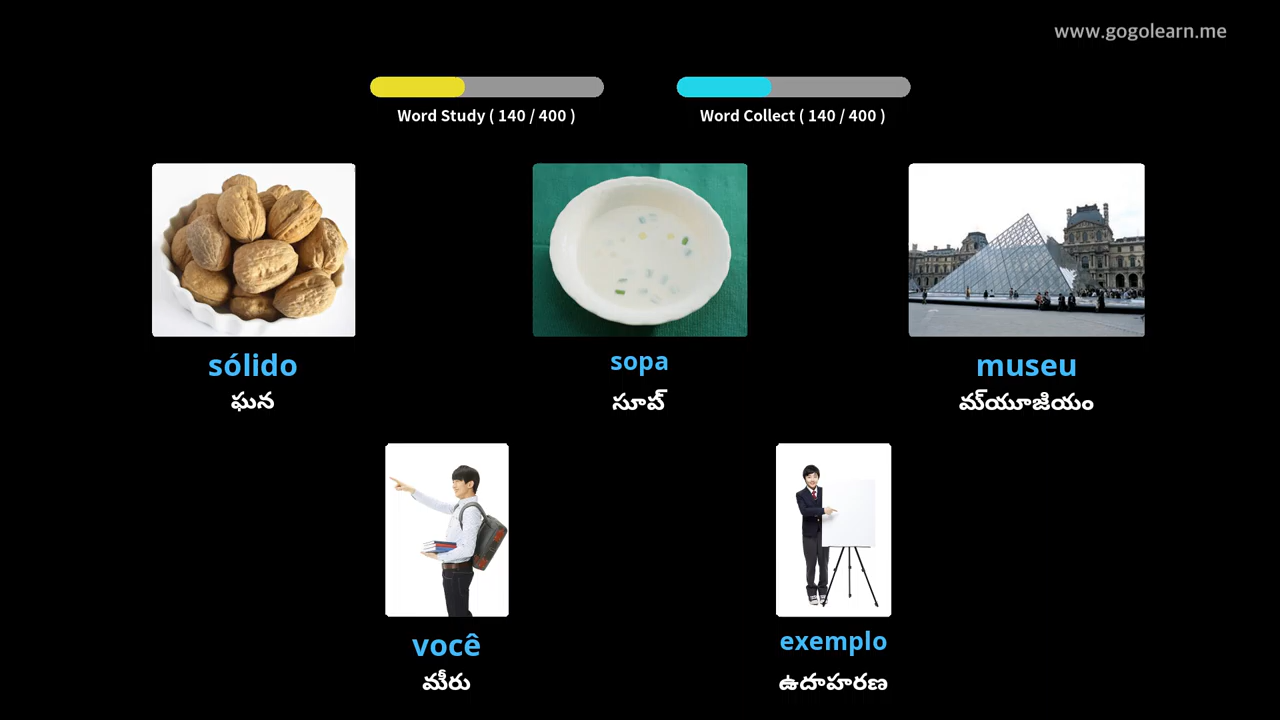 www.gogolearn.me
Word Study ( 140 / 400 )
Word Collect ( 140 / 400 )
sólido
ఘన
sopa
సూప్
museu
మ్యూజియం
você
మీరు
exemplo
ఉదాహరణ